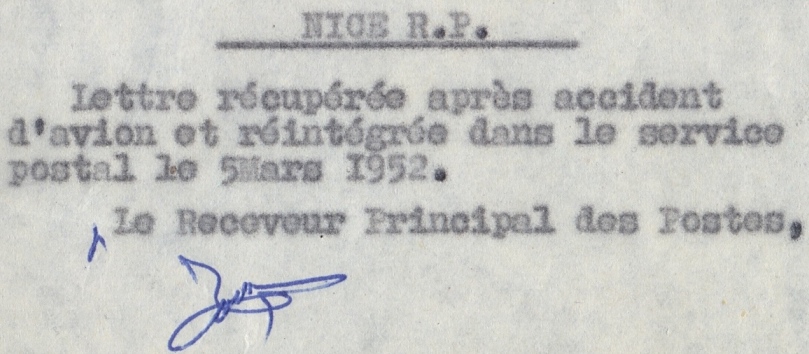 NICE R.P.
Lettre récupérée après accident
d'avion et réintégrée dans le service
postal le 5Mars 1952.
Le Receveur Principal des Postes,